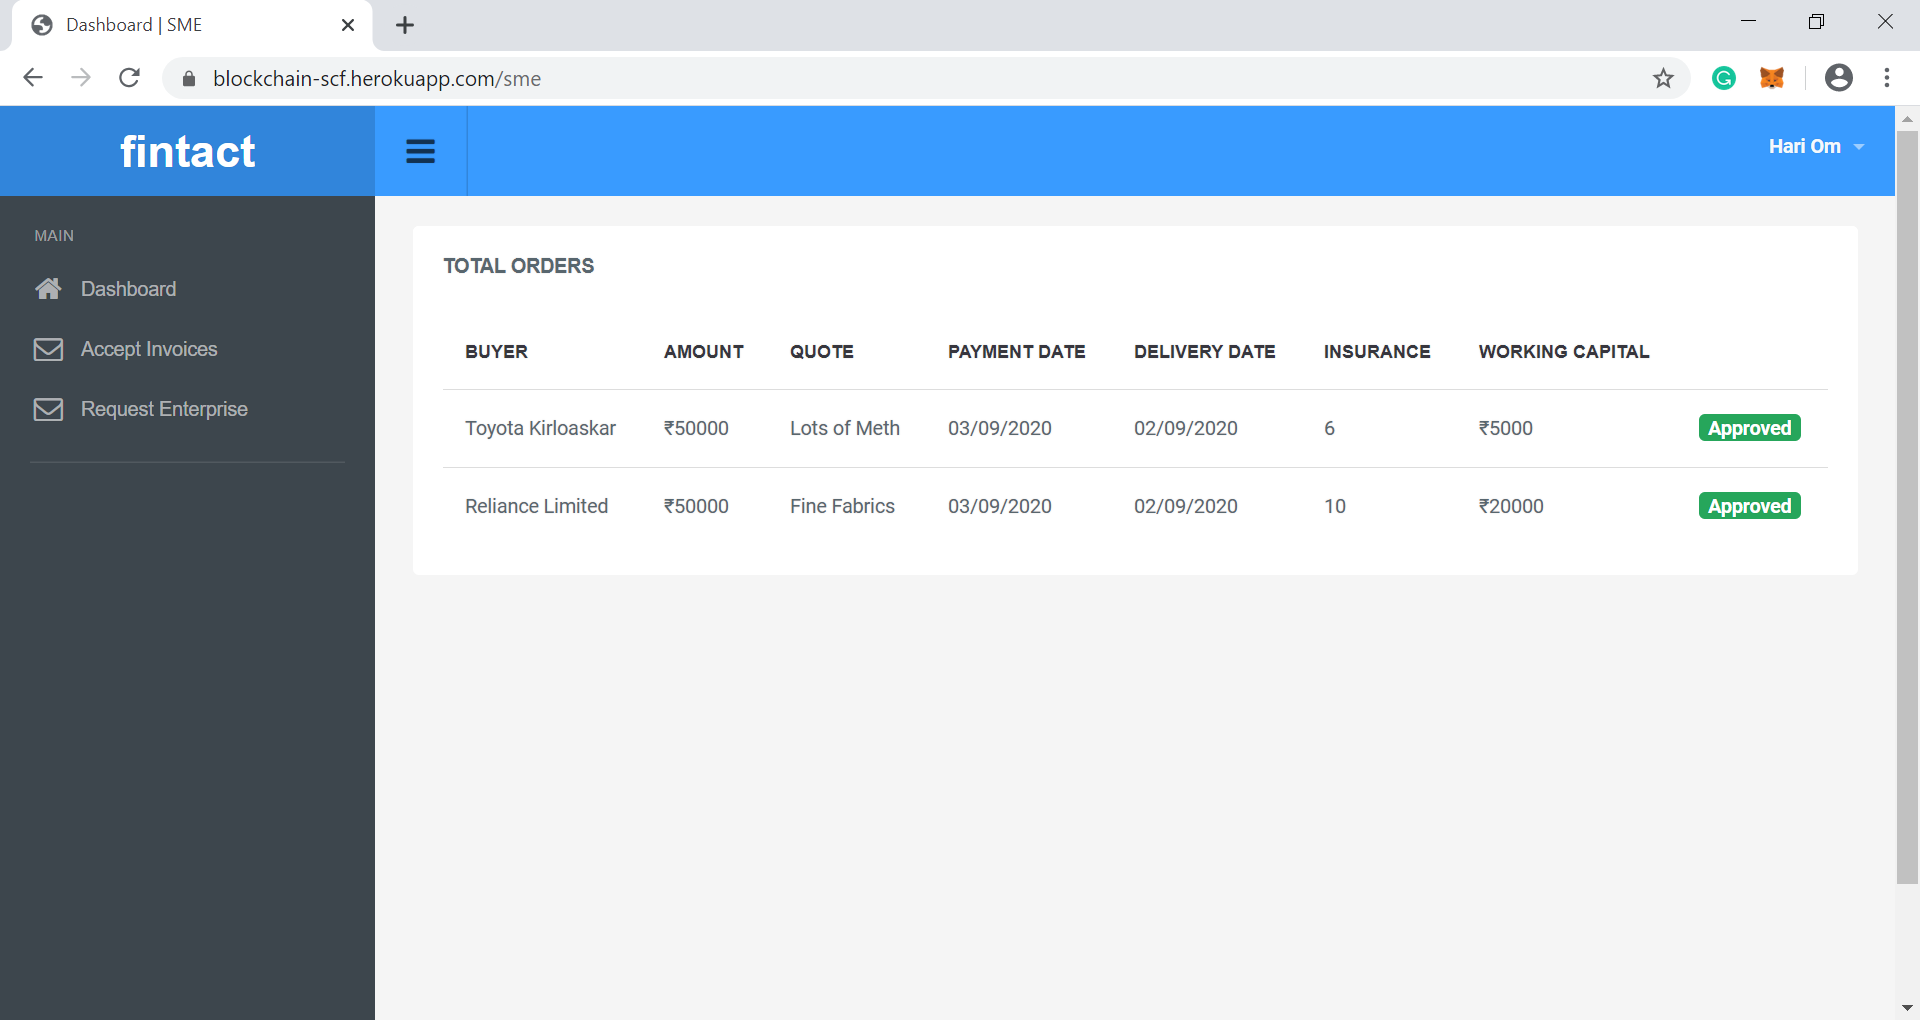 Dashboard | SME
blockchain-scf.herokuapp.com/sme
fintact
Hari Om
MAIN
Dashboard
Accept Invoices
Request Enterprise
TOTAL ORDERS
BUYER AMOUNT QUOTE PAYMENT DATE DELIVERY DATE INSURANCE WORKING CAPITAL
Toyota Kirloaskar ₹50000 Lots of Meth 03/09/2020 02/09/2020 6 ₹5000 Approved
Reliance Limited ₹50000 Fine Fabrics 03/09/2020 02/09/2020 10 ₹20000 Approved